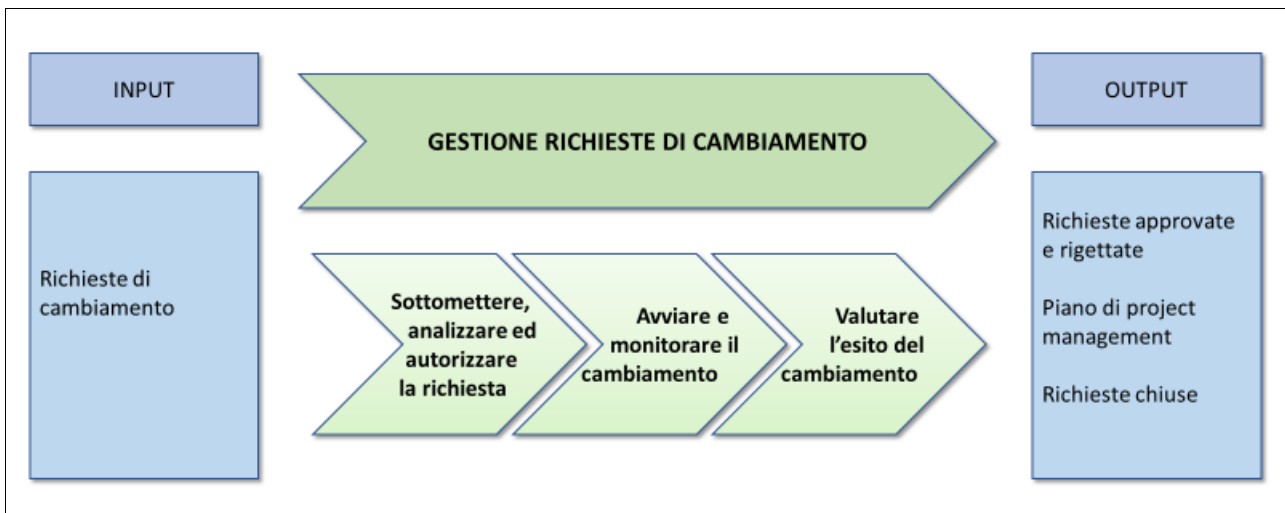 INPUT
GESTIONE RICHIESTE DI CAMBIAMENTO
OUTPUT
Richieste di
cambiamento
Sottomettere,
analizzare ed
autorizzare
la richiesta
Avviare e
monitorare il
cambiamento
Valutare
l'esito del
cambiamento
Richieste approvate
e rigettate
Piano di project
management
Richieste chiuse